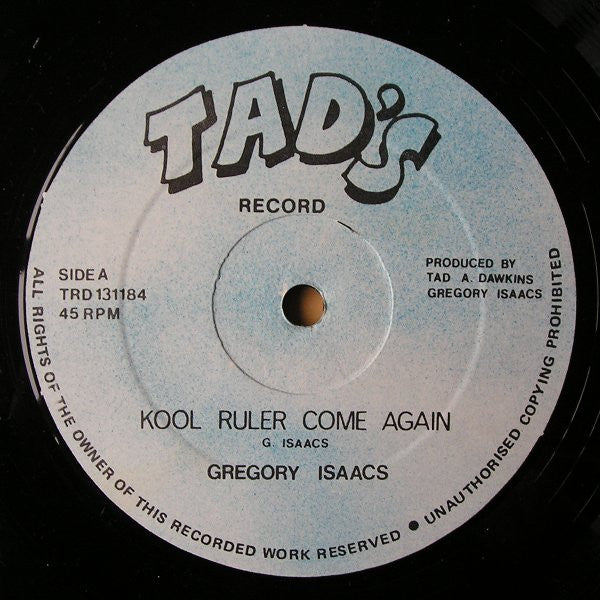 TAD'S
RECORD
SIDE A
TRD 131184
45 RPM
PRODUCED BY
TAD A. DAWKINS
GREGORY ISAACS
KOOL RULER COME AGAIN
G. ISAACS
GREGORY ISAACS
ALL RIGHTS OF THE OWNER OF THIS RECORDED WORK RESERVED ● UNAUTHORISED COPYING PROHIBITED